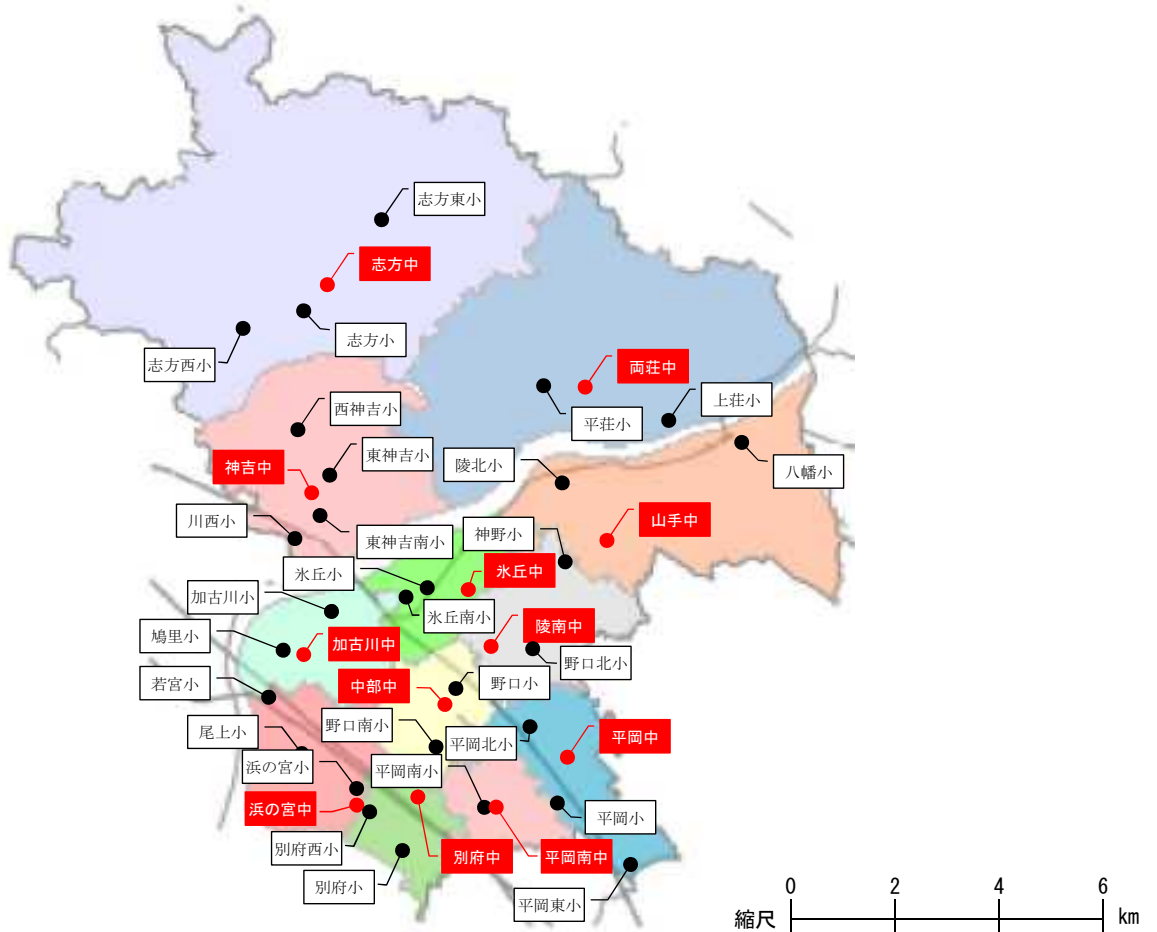 志方東小
志方中
志方小
志方西小
両荘中
上荘小
西神吉小
平荘小
東神吉小
陵北小
神吉中
八幡小
川西小
山手中
神野小
東神吉南小
氷丘小
氷丘中
加古川小
氷丘南小
陵南中
鳩里小
加古川中
野口北小
若宮小
中部中
野口小
尾上小
野口南小
平岡北小
平岡中
浜の宮小
平岡南小
浜の宮中
平岡小
別府西小
別府中
平岡南中
別府小
平岡東小
0 2 4 6
縮尺
km